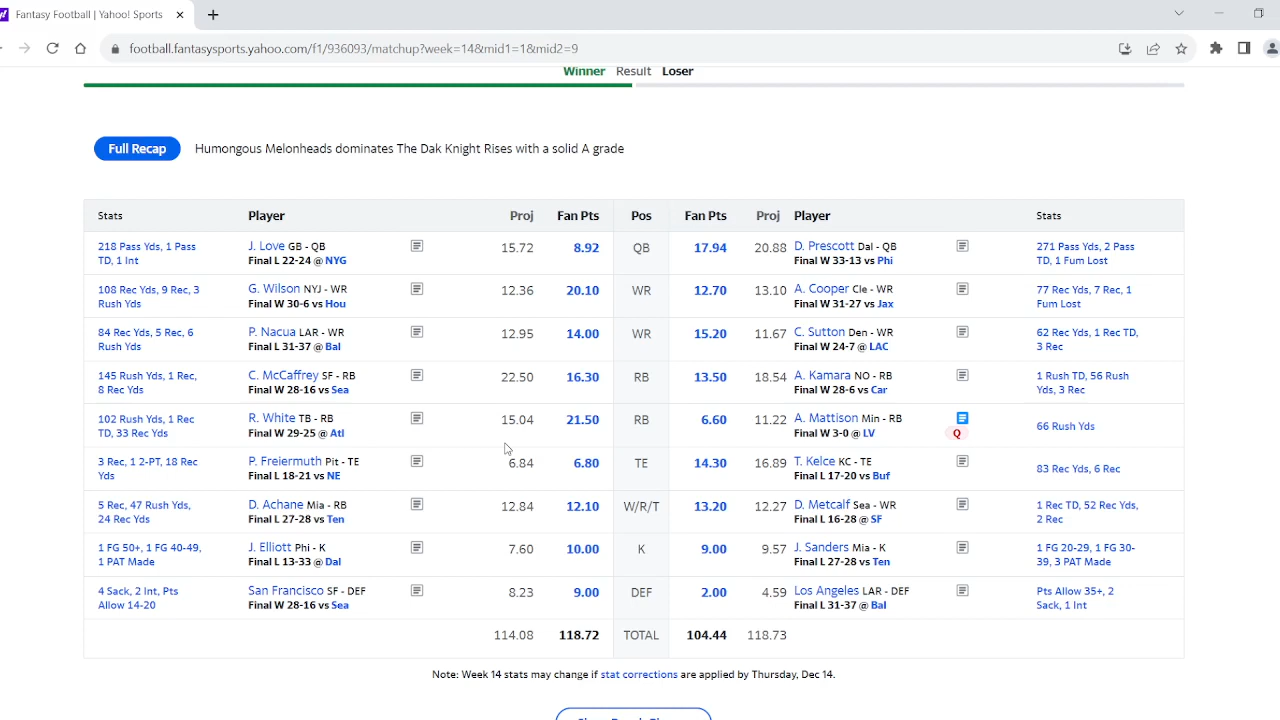 Fantasy Football | Yahoo! Sports
football.fantasysports.yahoo.com/f1/936093/matchup?week=14&mid1=1&mid2=9
Winner Result Loser
Full Recap Humongous Melonheads dominates The Dak Knight Rises with a solid A grade
Stats Player Proj Fan Pts Pos Fan Pts Proj Player Stats
218 Pass Yds, 1 Pass J. Love GB - QB 15.72 8.92 QB 17.94 20.88 D. Prescott Dal - QB 271 Pass Yds, 2 Pass
TD, 1 Int Final L 22-24 @ NYG Final W 33-13 vs Phi TD, 1 Fum Lost
108 Rec Yds, 9 Rec, 3 G. Wilson NYJ - WR 12.36 20.10 WR 12.70 13.10 A. Cooper Cle - WR 77 Rec Yds, 7 Rec, 1
Rush Yds Final W 30-6 vs Hou Final W 31-27 vs Jax Fum Lost
84 Rec Yds, 5 Rec, 6 P. Nacua LAR - WR 12.95 14.00 WR 15.20 11.67 C. Sutton Den - WR 62 Rec Yds, 1 Rec TD,
Rush Yds Final L 31-37 @ Bal Final W 24-7 @ LAC 3 Rec
145 Rush Yds, 1 Rec, C. McCaffrey SF - RB 22.50 16.30 RB 13.50 18.54 A. Kamara NO - RB 1 Rush TD, 56 Rush
8 Rec Yds Final W 28-16 vs Sea Final W 28-6 vs Car Yds, 3 Rec
102 Rush Yds, 1 Rec R. White TB - RB 15.04 21.50 RB 6.60 11.22 A. Mattison Min - RB 66 Rush Yds
TD, 33 Rec Yds Final W 29-25 @ Atl Final W 3-0 @ LV Q
3 Rec, 1 2-PT, 18 Rec P. Freiermuth Pit - TE 6.84 6.80 TE 14.30 16.89 T. Kelce KC - TE 83 Rec Yds, 6 Rec
Yds Final L 18-21 vs NE Final L 17-20 vs Buf
5 Rec, 47 Rush Yds, D. Achane Mia - RB 12.84 12.10 W/R/T 13.20 12.27 D. Metcalf Sea - WR 1 Rec TD, 52 Rec Yds,
24 Rec Yds Final L 27-28 vs Ten Final L 16-28 @ SF 2 Rec
1 FG 50+, 1 FG 40-49, J. Elliott Phi - K 7.60 10.00 K 9.00 9.57 J. Sanders Mia - K 1 FG 20-29, 1 FG 30-
1 PAT Made Final L 13-33 @ Dal Final L 27-28 vs Ten 39, 3 PAT Made
4 Sack, 2 Int, Pts San Francisco SF - DEF 8.23 9.00 DEF 2.00 4.59 Los Angeles LAR - DEF Pts Allow 35+, 2
Allow 14-20 Final W 28-16 vs Sea Final L 31-37 @ Bal Sack, 1 Int
114.08 118.72 TOTAL 104.44 118.73
Note: Week 14 stats may change if stat corrections are applied by Thursday, Dec 14.